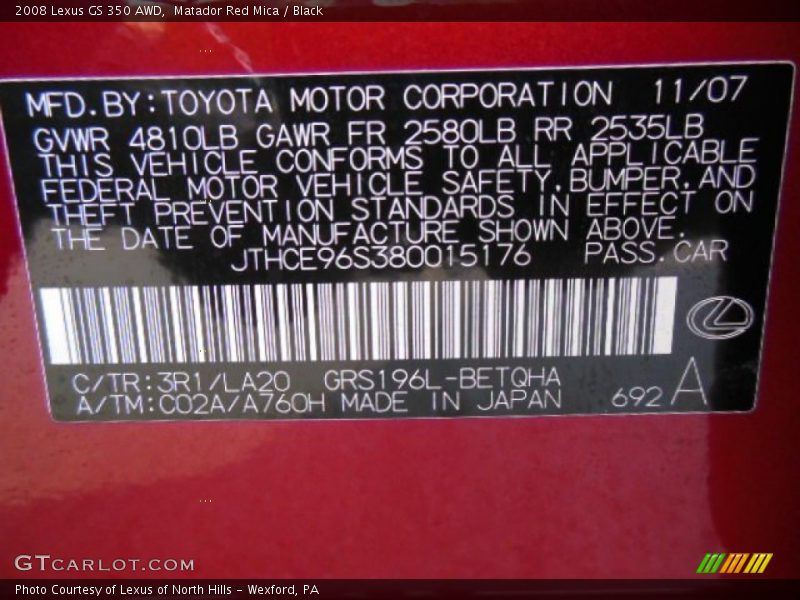 2008 Lexus GS 350 AWD,  Matador Red Mica / Black
MFD.BY:TOYOTA MOTOR CORPORATION 11/07
GVWR 4810LB GAWR FR 2580LB RR 2535LB
THIS VEHICLE CONFORMS TO ALL APPLICABLE
FEDERAL MOTOR VEHICLE SAFETY,BUMPER,AND
THEFT PREVENTION STANDARDS IN EFFECT ON
THE DATE OF MANUFACTURE SHOWN ABOVE.
JTHCE96S380015176 PASS.CAR
C/TR:3R1/LA20 GRS196L-BETQHA
A/TM:C02A/A760H MADE IN JAPAN 692 A
GTCARLOT.COM
Photo Courtesy of Lexus of North Hills - Wexford, PA